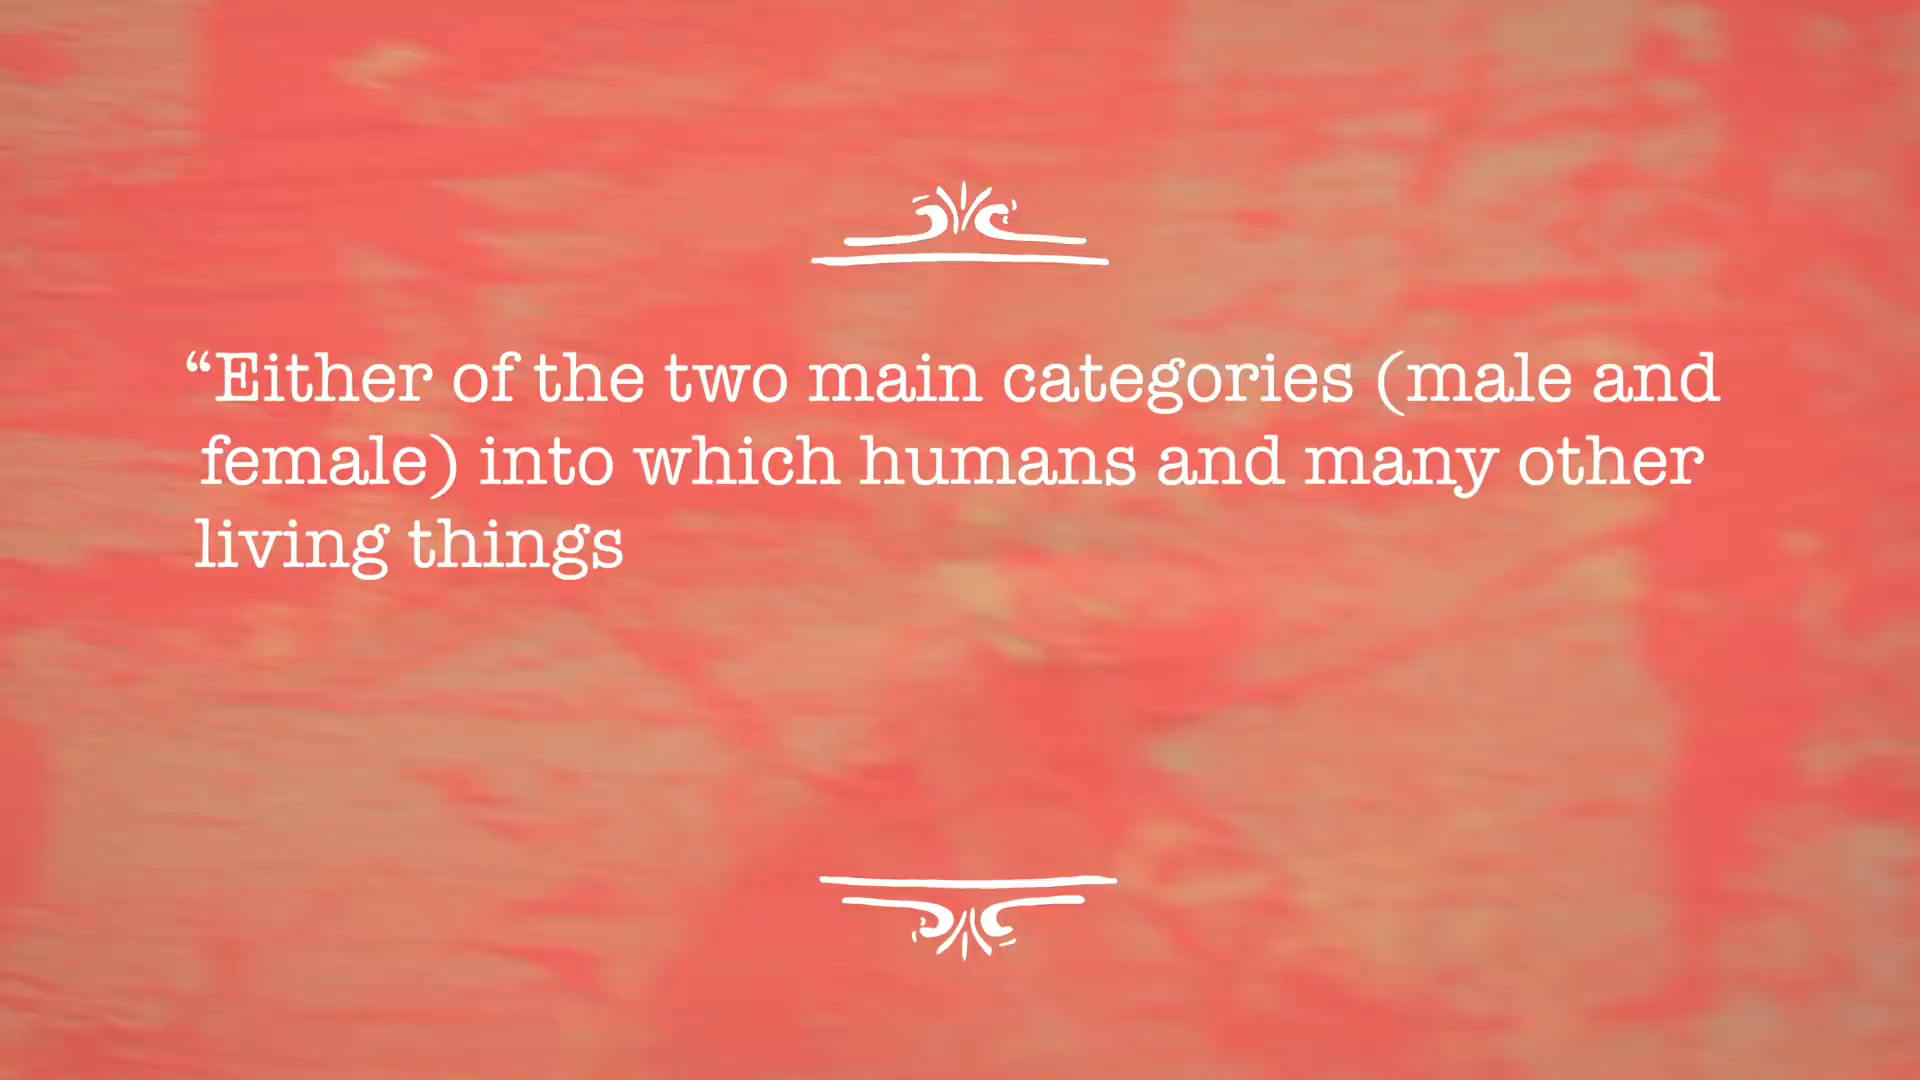 “Either of the two main categories (male and
female) into which humans and many other
living things